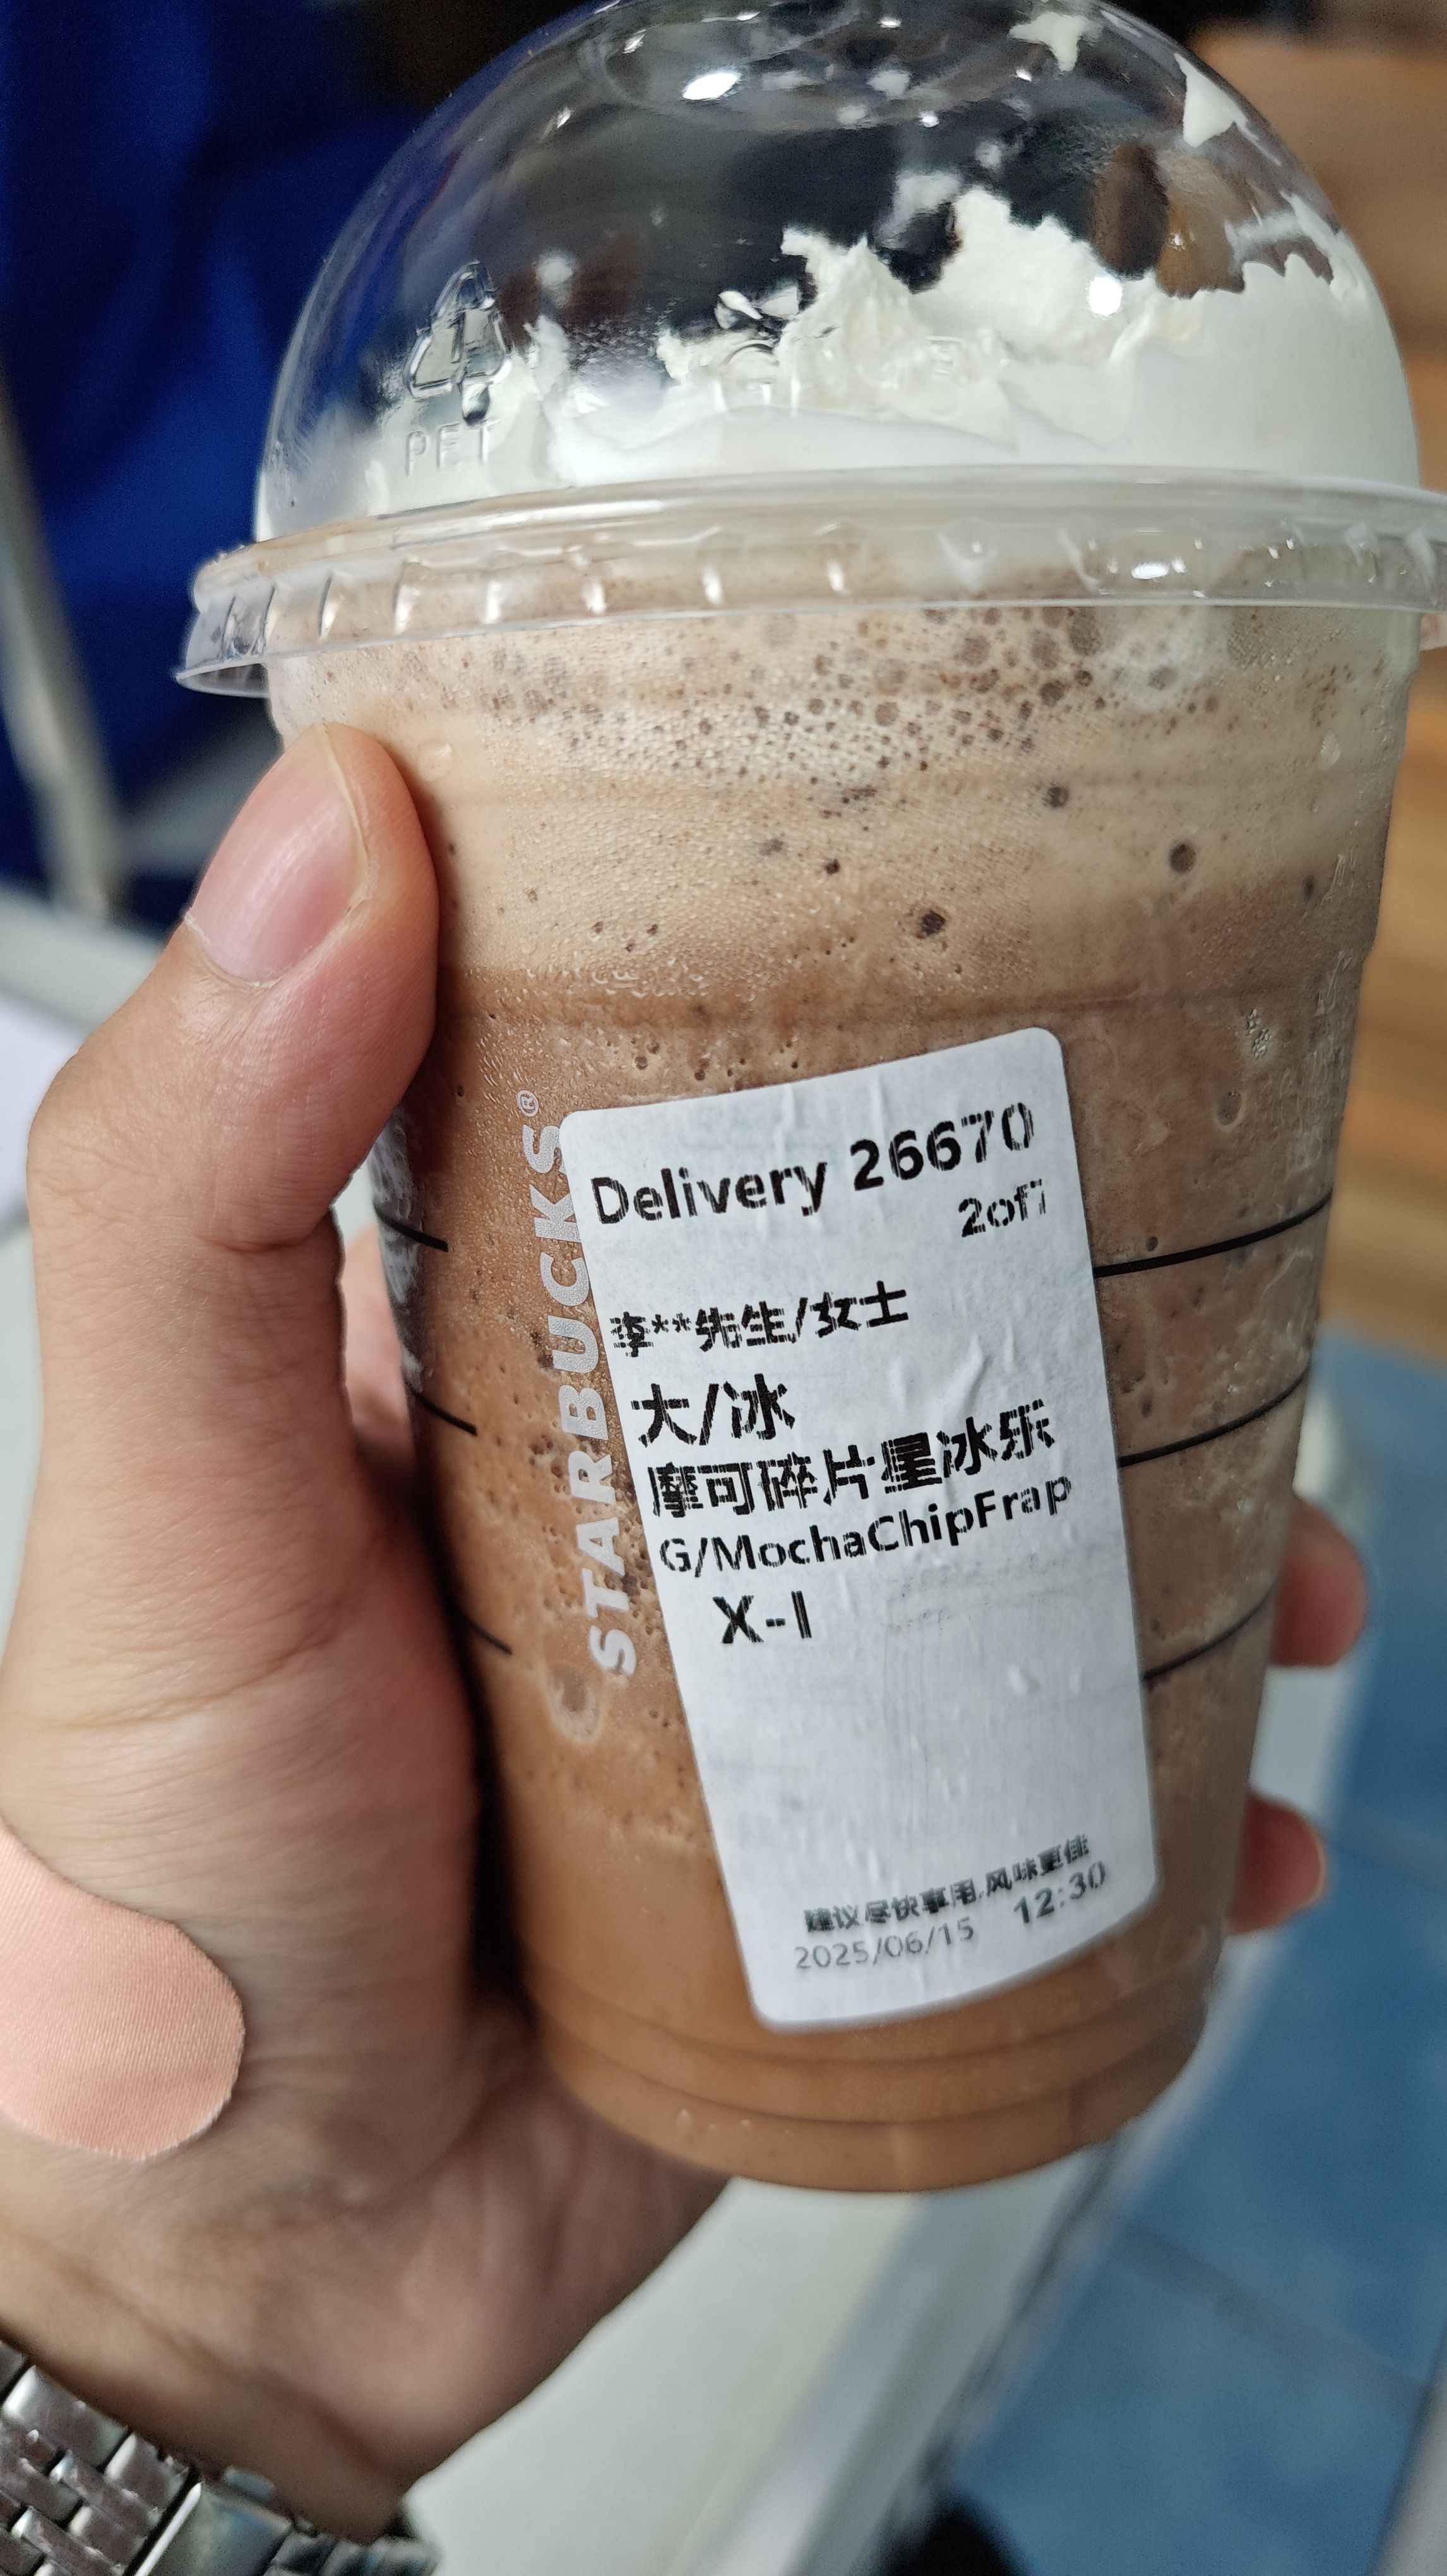 PET
STARBUCKS®
Delivery 26670
2of7
李**先生/女士
大/冰
摩可碎片星冰乐
G/MochaChipFrap
X-I
建议尽快享用,风味更佳
2025/06/15 12:30